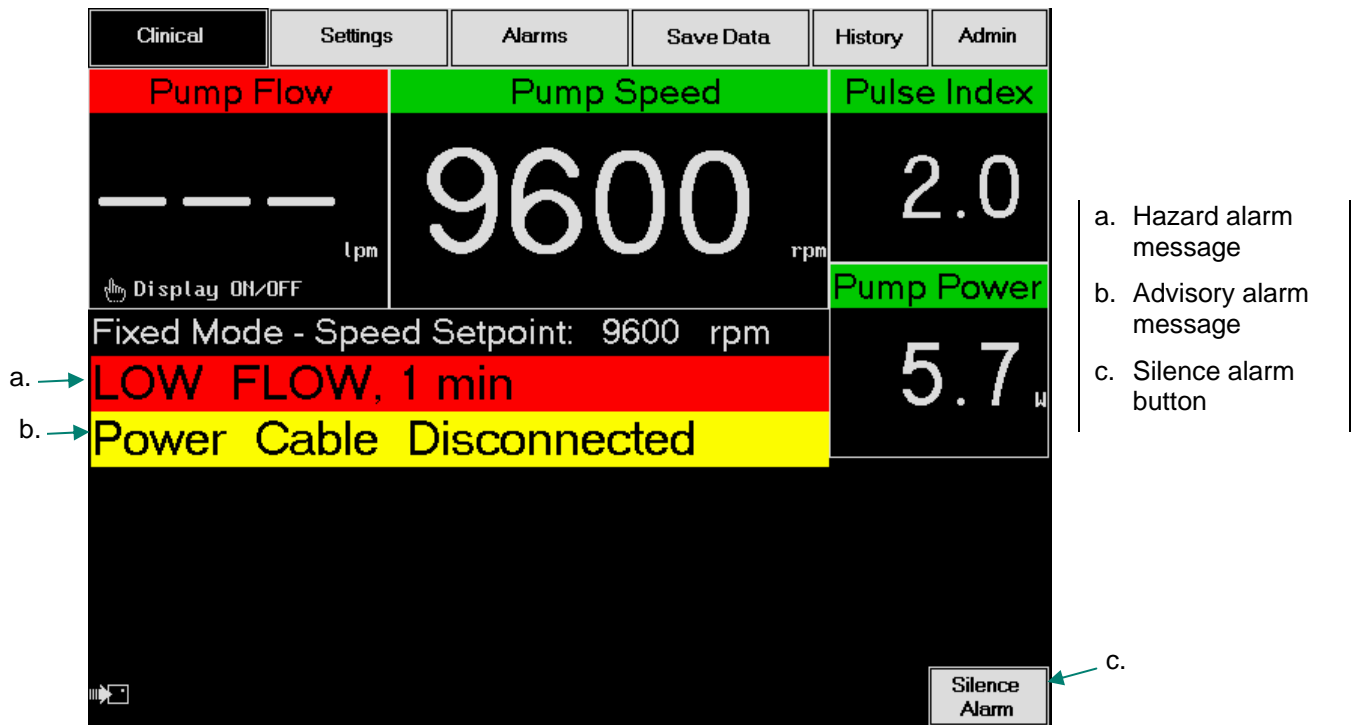 Clinical
Settings
Alarms
Save Data
History
Admin
Pump Flow
Pump Speed
Pulse Index
– – –
lpm
Display ON/OFF
9600
rpm
2.0
Pump Power
5.7
W
Fixed Mode - Speed Setpoint: 9600 rpm
a.
LOW FLOW, 1 min
b.
Power Cable Disconnected
Silence
Alarm
c.
a. Hazard alarm
message
b. Advisory alarm
message
c. Silence alarm
button